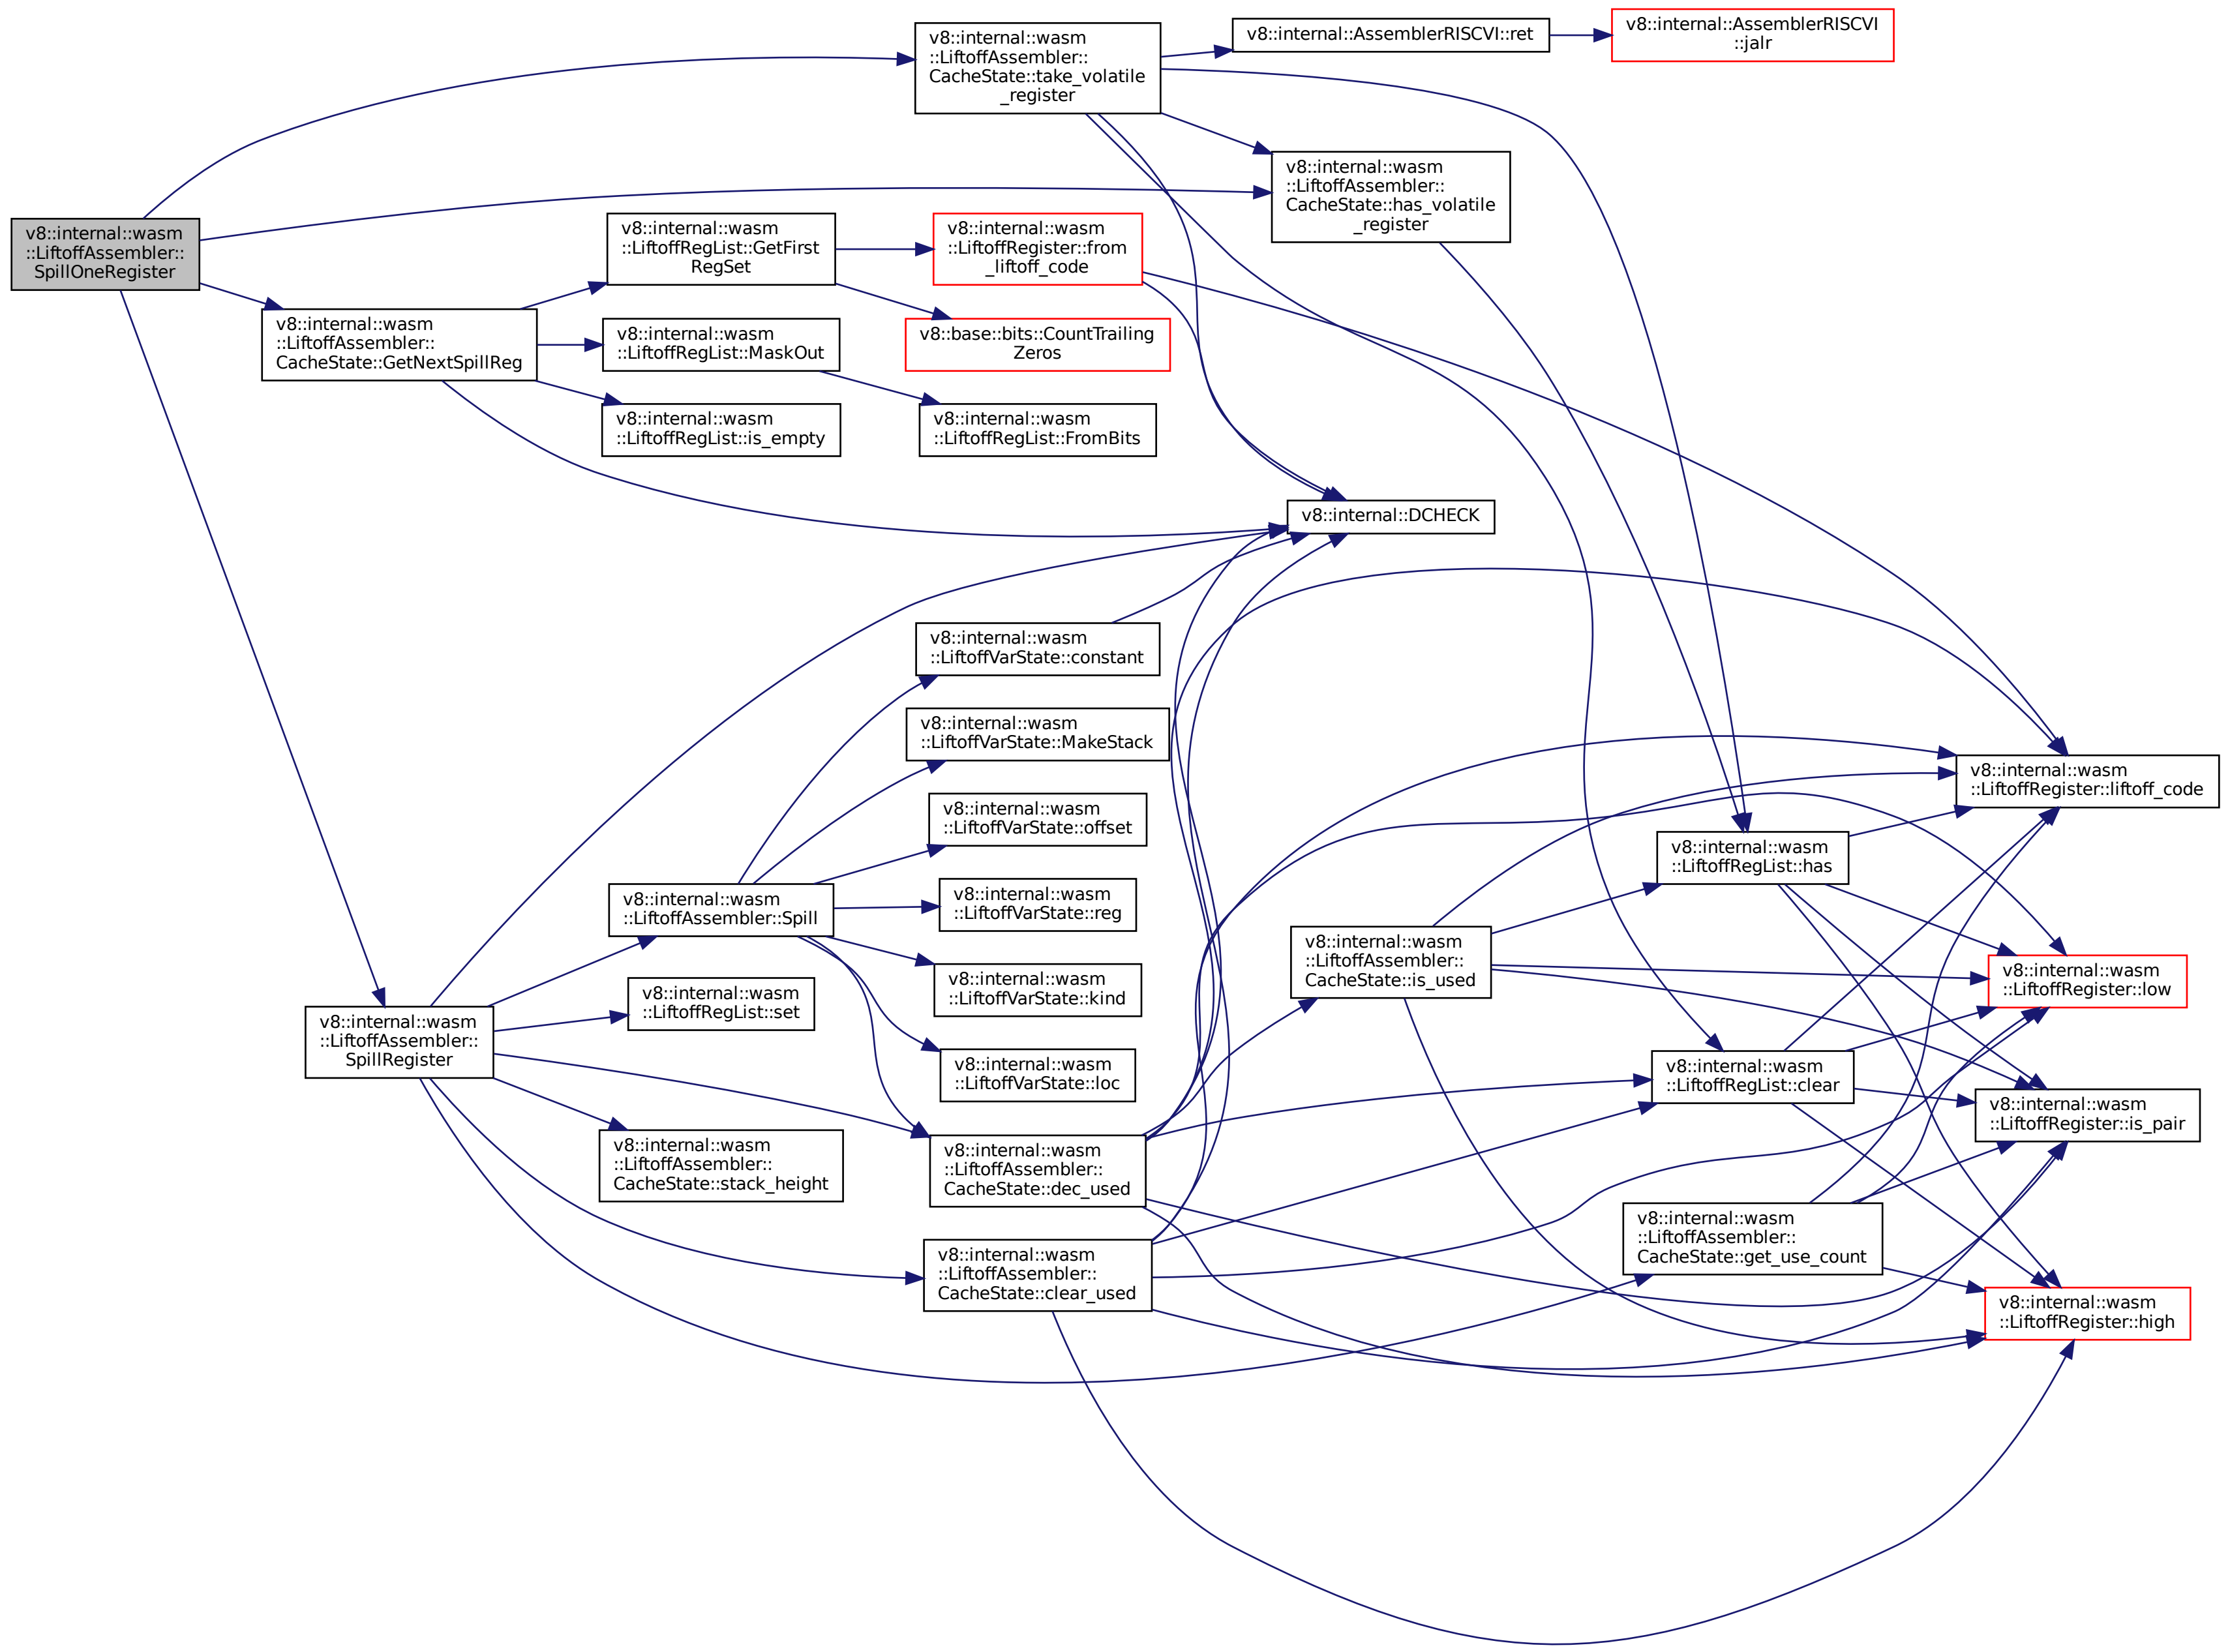 v8::internal::wasm
::LiftoffAssembler::
SpillOneRegister
v8::internal::wasm
::LiftoffAssembler::
CacheState::take_volatile
_register
v8::internal::AssemblerRISCVI::ret
v8::internal::AssemblerRISCVI
::jalr
v8::internal::wasm
::LiftoffAssembler::
CacheState::has_volatile
_register
v8::internal::wasm
::LiftoffAssembler::
CacheState::GetNextSpillReg
v8::internal::wasm
::LiftoffRegList::GetFirst
RegSet
v8::internal::wasm
::LiftoffRegister::from
_liftoff_code
v8::base::bits::CountTrailing
Zeros
v8::internal::wasm
::LiftoffRegList::MaskOut
v8::internal::wasm
::LiftoffRegList::is_empty
v8::internal::wasm
::LiftoffRegList::FromBits
v8::internal::DCHECK
v8::internal::wasm
::LiftoffVarState::constant
v8::internal::wasm
::LiftoffVarState::MakeStack
v8::internal::wasm
::LiftoffVarState::offset
v8::internal::wasm
::LiftoffAssembler::Spill
v8::internal::wasm
::LiftoffVarState::reg
v8::internal::wasm
::LiftoffVarState::kind
v8::internal::wasm
::LiftoffVarState::loc
v8::internal::wasm
::LiftoffAssembler::
SpillRegister
v8::internal::wasm
::LiftoffRegList::set
v8::internal::wasm
::LiftoffAssembler::
CacheState::stack_height
v8::internal::wasm
::LiftoffAssembler::
CacheState::dec_used
v8::internal::wasm
::LiftoffAssembler::
CacheState::clear_used
v8::internal::wasm
::LiftoffAssembler::
CacheState::is_used
v8::internal::wasm
::LiftoffRegList::has
v8::internal::wasm
::LiftoffRegList::clear
v8::internal::wasm
::LiftoffAssembler::
CacheState::get_use_count
v8::internal::wasm
::LiftoffRegister::liftoff_code
v8::internal::wasm
::LiftoffRegister::low
v8::internal::wasm
::LiftoffRegister::is_pair
v8::internal::wasm
::LiftoffRegister::high